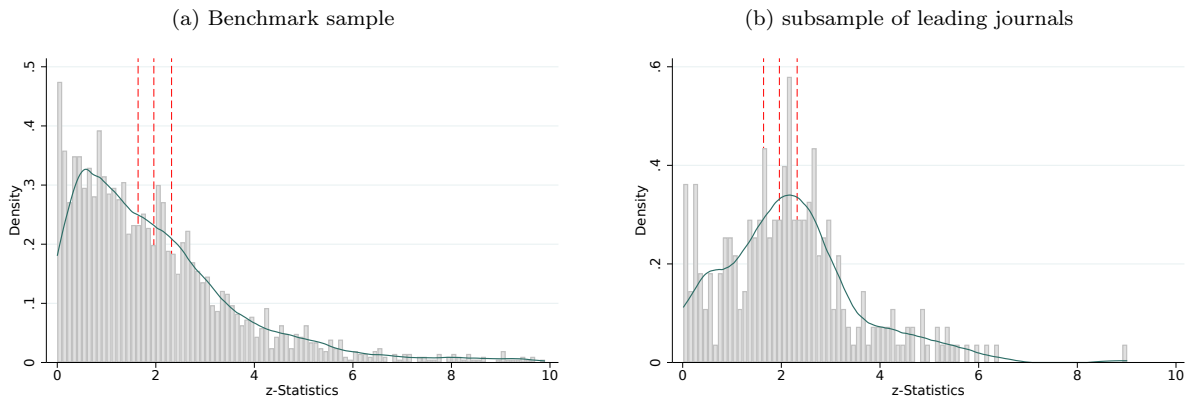 (a) Benchmark sample
.5
.4
.3
.2
.1
0
Density
0 2 4 6 8 10
z-Statistics
(b) subsample of leading journals
.6
.4
.2
0
Density
0 2 4 6 8 10
z-Statistics